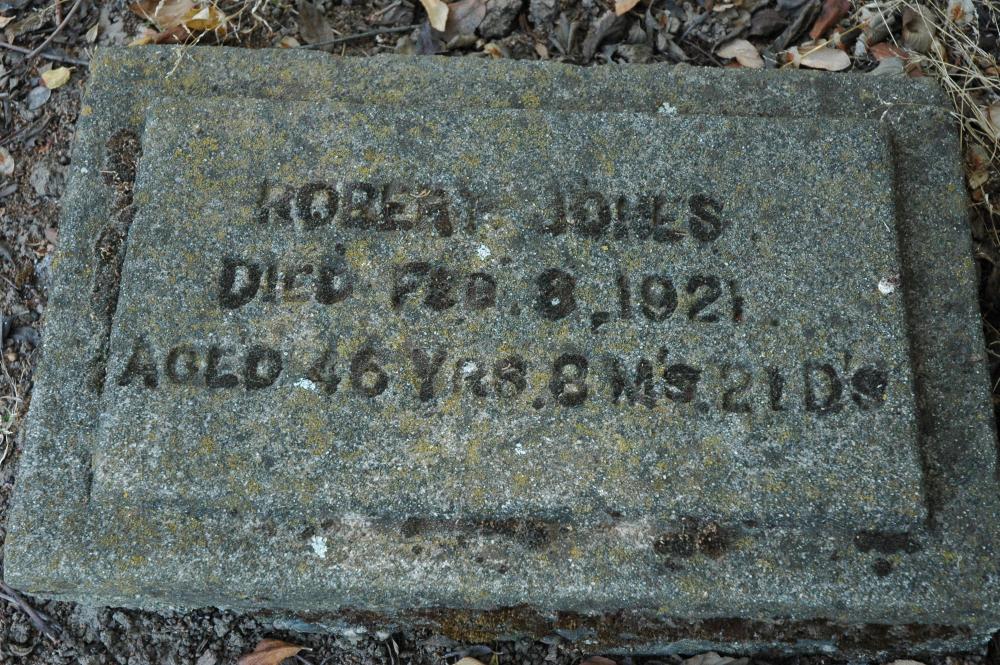 ROBERT JONES
DIED FEB. 8, 1921
AGED 46 YRS. 8 M'S. 21 D'S